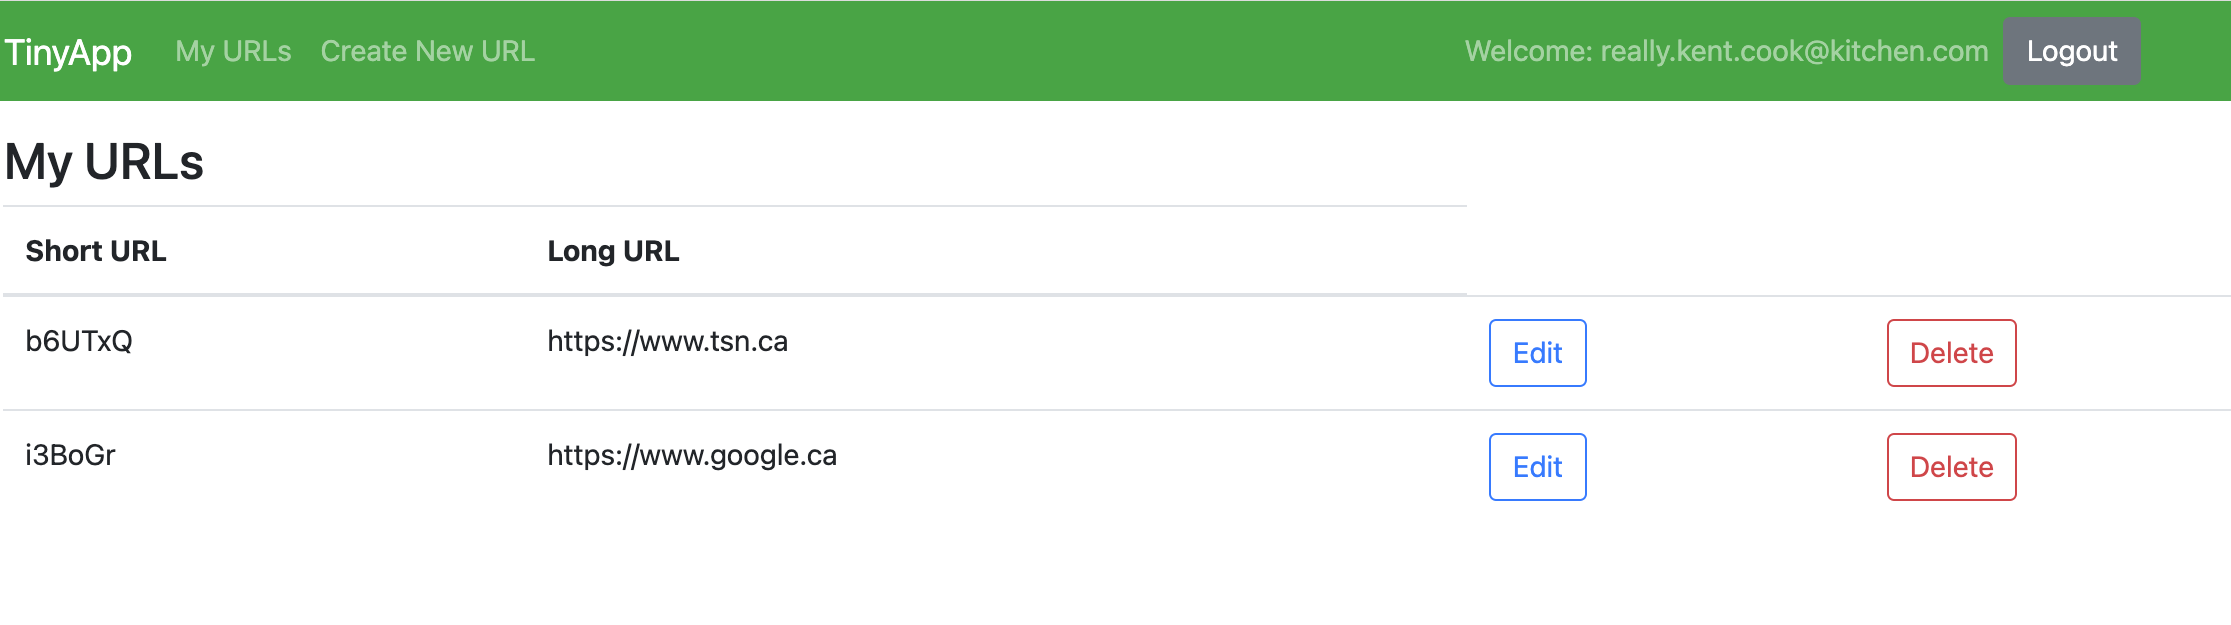 TinyApp My URLs Create New URL Welcome: really.kent.cook@kitchen.com Logout
My URLs
Short URL Long URL
b6UTxQ https://www.tsn.ca Edit Delete
i3BoGr https://www.google.ca Edit Delete